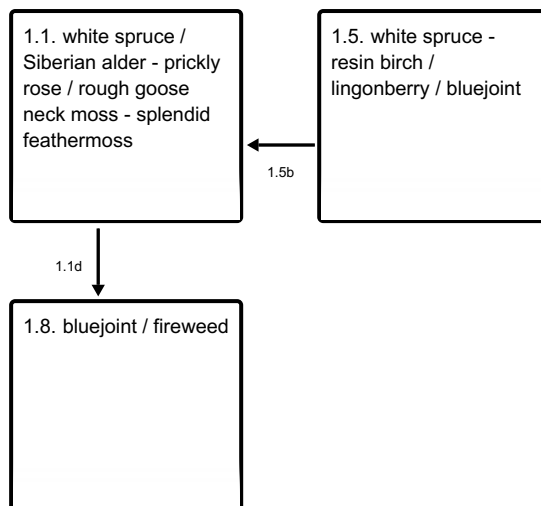 1.1. white spruce /
Siberian alder - prickly
rose / rough goose
neck moss - splendid
feathermoss
1.5. white spruce -
resin birch /
lingonberry / bluejoint
1.5b
1.1d
1.8. bluejoint / fireweed